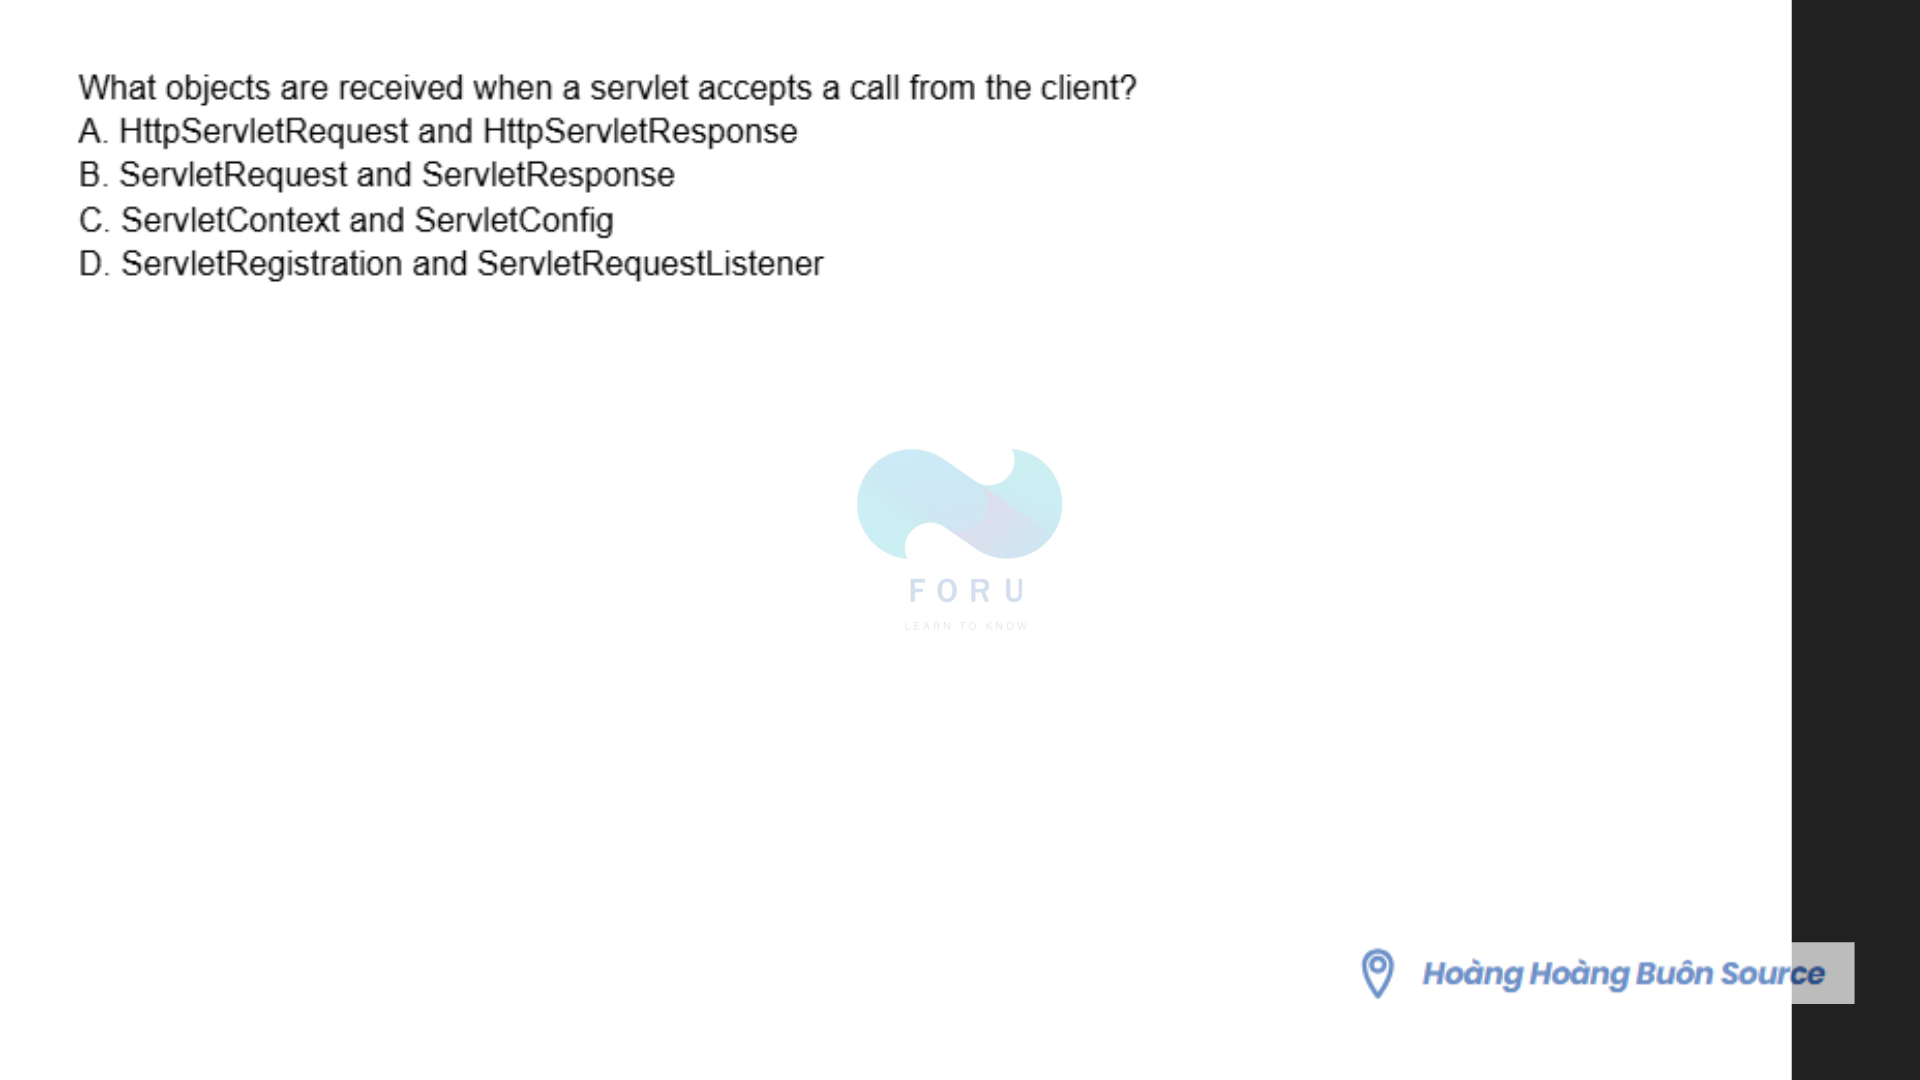 What objects are received when a servlet accepts a call from the client?
A. HttpServletRequest and HttpServletResponse
B. ServletRequest and ServletResponse
C. ServletContext and ServletConfig
D. ServletRegistration and ServletRequestListener
FORU
LEARN TO KNOW
Hoàng Hoàng Buôn Source